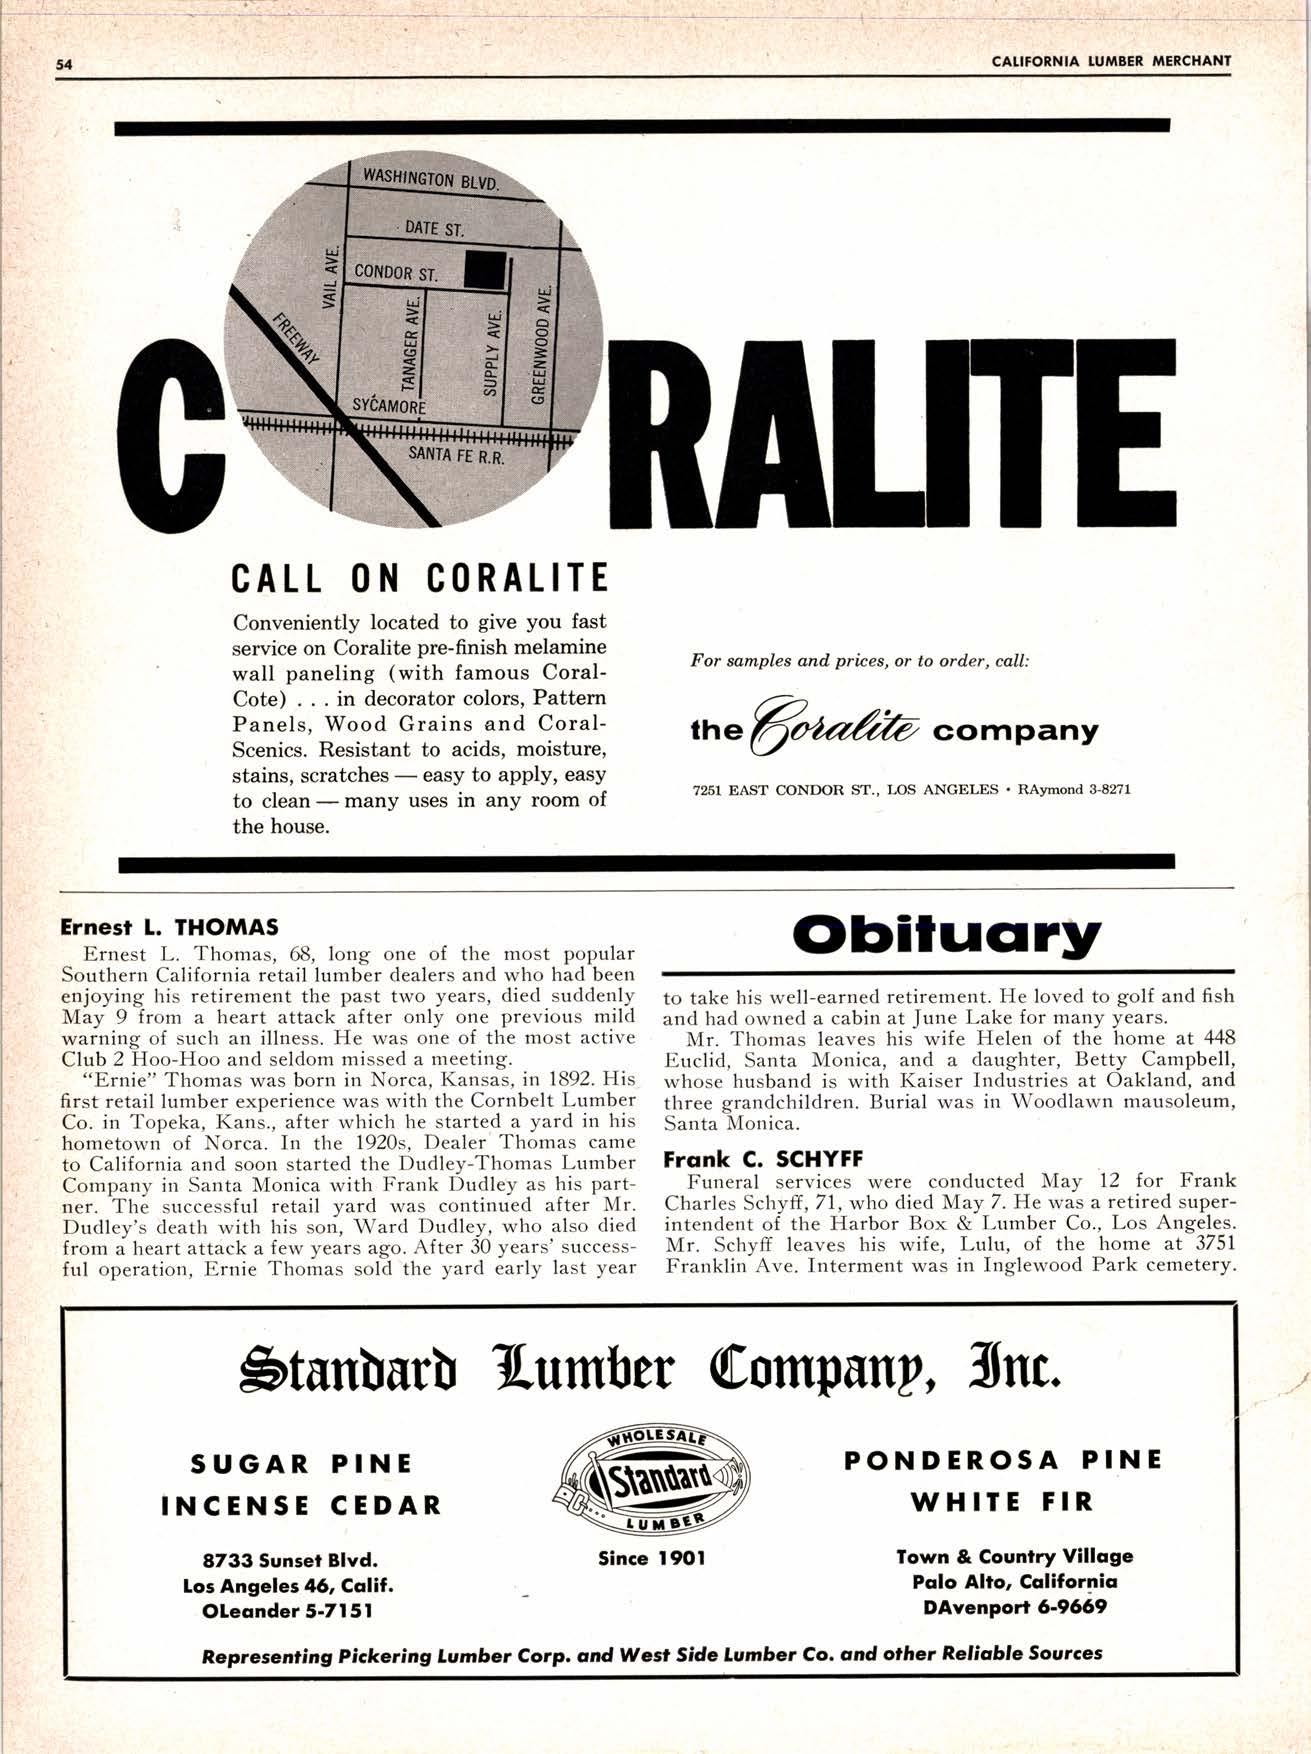 54
CALIFORNIA LUMBER MERCHANT
WASHINGTON BLVD.
DATE ST.
VAIL AVE.
CONDOR ST.
FREEWAY
TANAGER AVE.
SUPPLY AVE.
GREENWOOD AVE.
SYCAMORE
SANTA FE R.R.
C RALITE
CALL ON CORALITE
Conveniently located to give you fast
service on Coralite pre-finish melamine
wall paneling (with famous Coral-
Cote) . . . in decorator colors, Pattern
Panels, Wood Grains and Coral-
Scenics. Resistant to acids, moisture,
stains, scratches — easy to apply, easy
to clean — many uses in any room of
the house.
For samples and prices, or to order, call:
the Coralite company
7251 EAST CONDOR ST., LOS ANGELES • RAymond 3-8271
Obituary
Ernest L. THOMAS
Ernest L. Thomas, 68, long one of the most popular
Southern California retail lumber dealers and who had been
enjoying his retirement the past two years, died suddenly
May 9 from a heart attack after only one previous mild
warning of such an illness. He was one of the most active
Club 2 Hoo-Hoo and seldom missed a meeting.
“Ernie” Thomas was born in Norca, Kansas, in 1892. His
first retail lumber experience was with the Cornbelt Lumber
Co. in Topeka, Kans., after which he started a yard in his
hometown of Norca. In the 1920s, Dealer Thomas came
to California and soon started the Dudley-Thomas Lumber
Company in Santa Monica with Frank Dudley as his part-
ner. The successful retail yard was continued after Mr.
Dudley’s death with his son, Ward Dudley, who also died
from a heart attack a few years ago. After 30 years’ success-
ful operation, Ernie Thomas sold the yard early last year
to take his well-earned retirement. He loved to golf and fish
and had owned a cabin at June Lake for many years.
Mr. Thomas leaves his wife Helen of the home at 448
Euclid, Santa Monica, and a daughter, Betty Campbell,
whose husband is with Kaiser Industries at Oakland, and
three grandchildren. Burial was in Woodlawn mausoleum,
Santa Monica.
Frank C. SCHYFF
Funeral services were conducted May 12 for Frank
Charles Schyff, 71, who died May 7. He was a retired super-
intendent of the Harbor Box & Lumber Co., Los Angeles.
Mr. Schyff leaves his wife, Lulu, of the home at 3751
Franklin Ave. Interment was in Inglewood Park cemetery.
Standard Lumber Company, Inc.
SUGAR PINE
INCENSE CEDAR
8733 Sunset Blvd.
Los Angeles 46, Calif.
OLeander 5-7151
WHOLESALE
Standard
LUMBER
Since 1901
PONDEROSA PINE
WHITE FIR
Town & Country Village
Palo Alto, California
DAvenport 6-9669
Representing Pickering Lumber Corp. and West Side Lumber Co. and other Reliable Sources